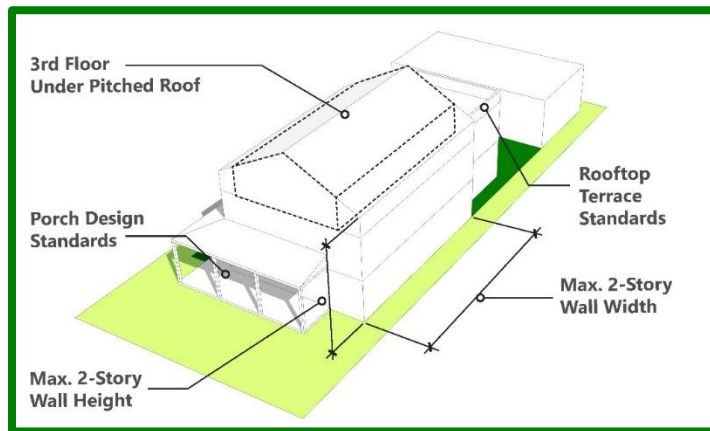 3rd Floor
Under Pitched Roof
Porch Design
Standards
Rooftop
Terrace
Standards
Max. 2-Story
Wall Width
Max. 2-Story
Wall Height